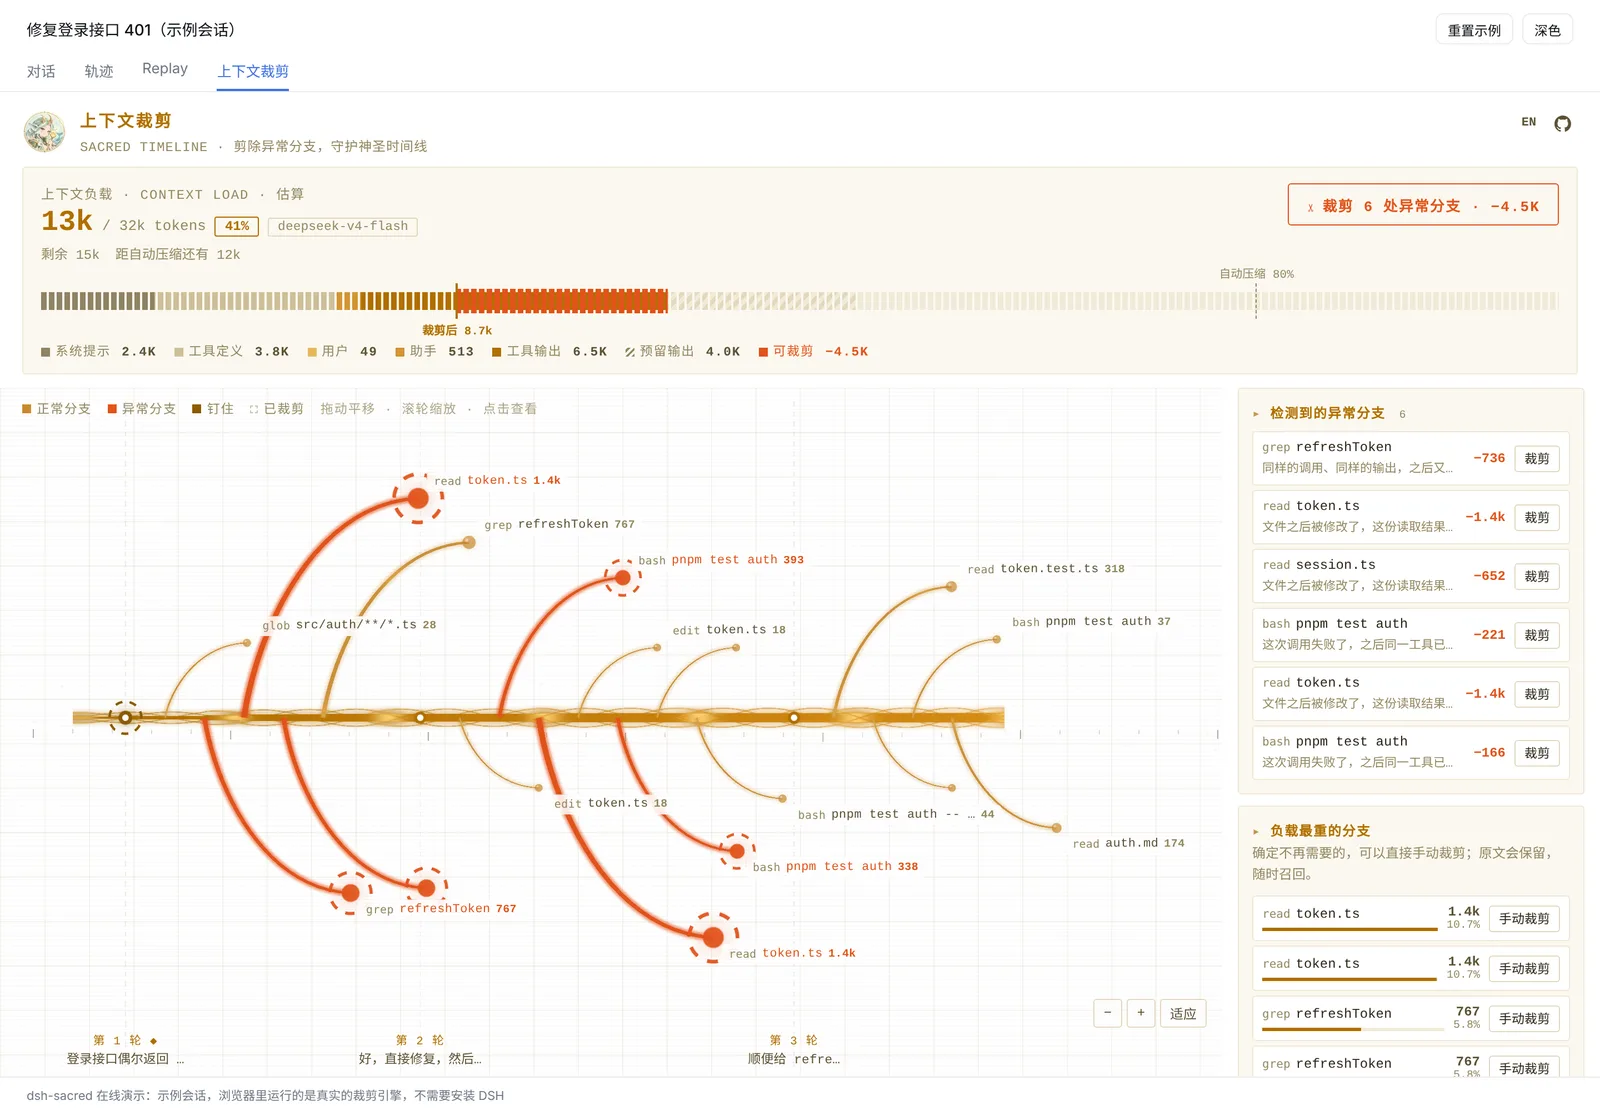 修复登录接口 401（示例会话）
重置示例
深色
对话
轨迹
Replay
上下文裁剪
上下文裁剪
SACRED TIMELINE · 剪除异常分支，守护神圣时间线
EN
上下文负载 · CONTEXT LOAD · 估算
13k / 32k tokens 41% deepseek-v4-flash
剩余 15k 距自动压缩还有 12k
裁剪 6 处异常分支 · −4.5K
自动压缩 80%
裁剪后 8.7k
系统提示 2.4K 工具定义 3.8K 用户 49 助手 513 工具输出 6.5K 预留输出 4.0K 可裁剪 −4.5K
正常分支 异常分支 钉住 已裁剪 拖动平移 · 滚轮缩放 · 点击查看
read token.ts 1.4k
grep refreshToken 767
bash pnpm test auth 393
read token.test.ts 318
glob src/auth/**/*.ts 28
edit token.ts 18
bash pnpm test auth 37
edit token.ts 18
bash pnpm test auth -- … 44
read auth.md 174
bash pnpm test auth 338
grep refreshToken 767
read token.ts 1.4k
− + 适应
第 1 轮 ◆
登录接口偶尔返回 …
第 2 轮
好，直接修复，然后…
第 3 轮
顺便给 refre…
检测到的异常分支 6
grep refreshToken
同样的调用、同样的输出，之后又…
−736 裁剪
read token.ts
文件之后被修改了，这份读取结果…
−1.4k 裁剪
read session.ts
文件之后被修改了，这份读取结果…
−652 裁剪
bash pnpm test auth
这次调用失败了，之后同一工具已…
−221 裁剪
read token.ts
文件之后被修改了，这份读取结果…
−1.4k 裁剪
bash pnpm test auth
这次调用失败了，之后同一工具已…
−166 裁剪
负载最重的分支
确定不再需要的，可以直接手动裁剪；原文会保留，
随时召回。
read token.ts 1.4k
10.7%
手动裁剪
read token.ts 1.4k
10.7%
手动裁剪
grep refreshToken 767
5.8%
手动裁剪
grep refreshToken 767
5.8%
手动裁剪
dsh-sacred 在线演示：示例会话，浏览器里运行的是真实的裁剪引擎，不需要安装 DSH